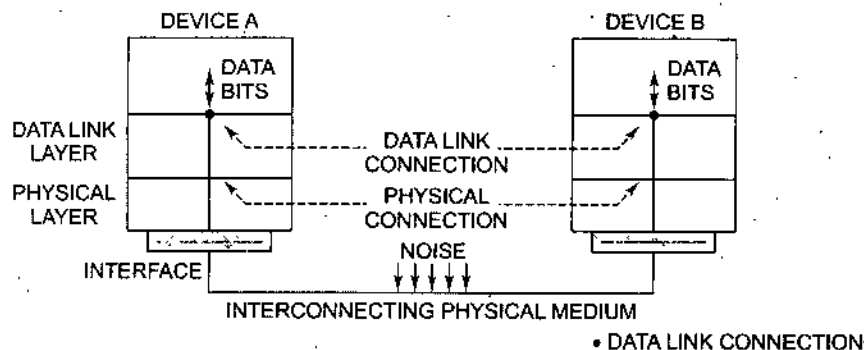 DEVICE A
DEVICE B
DATA
BITS
DATA
BITS
DATA LINK
LAYER
DATA LINK
CONNECTION
PHYSICAL
LAYER
PHYSICAL
CONNECTION
NOISE
INTERFACE
INTERCONNECTING PHYSICAL MEDIUM
• DATA LINK CONNECTION